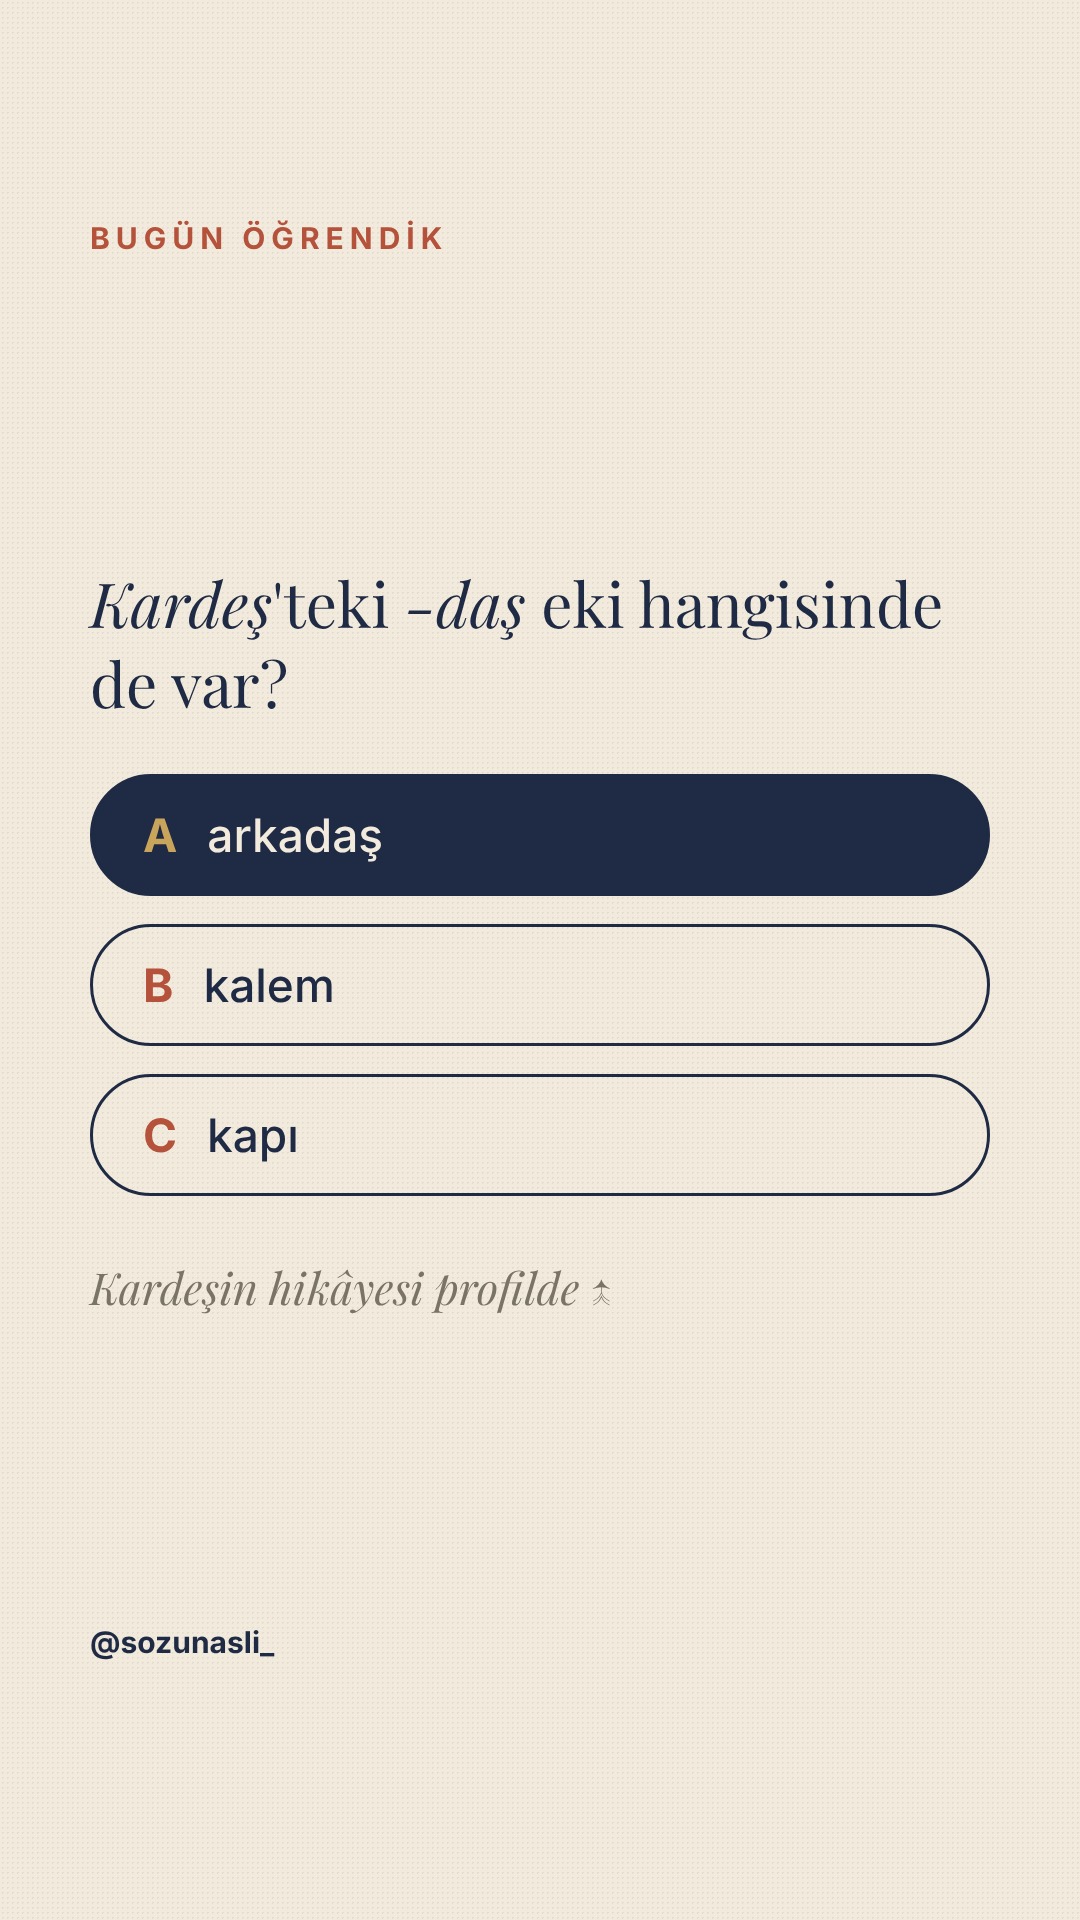 BUGÜN ÖĞRENDİK
Kardeş'teki -daş eki hangisinde
de var?
A arkadaş
B kalem
C kapı
Kardeşin hikâyesi profilde
@sozunasli_